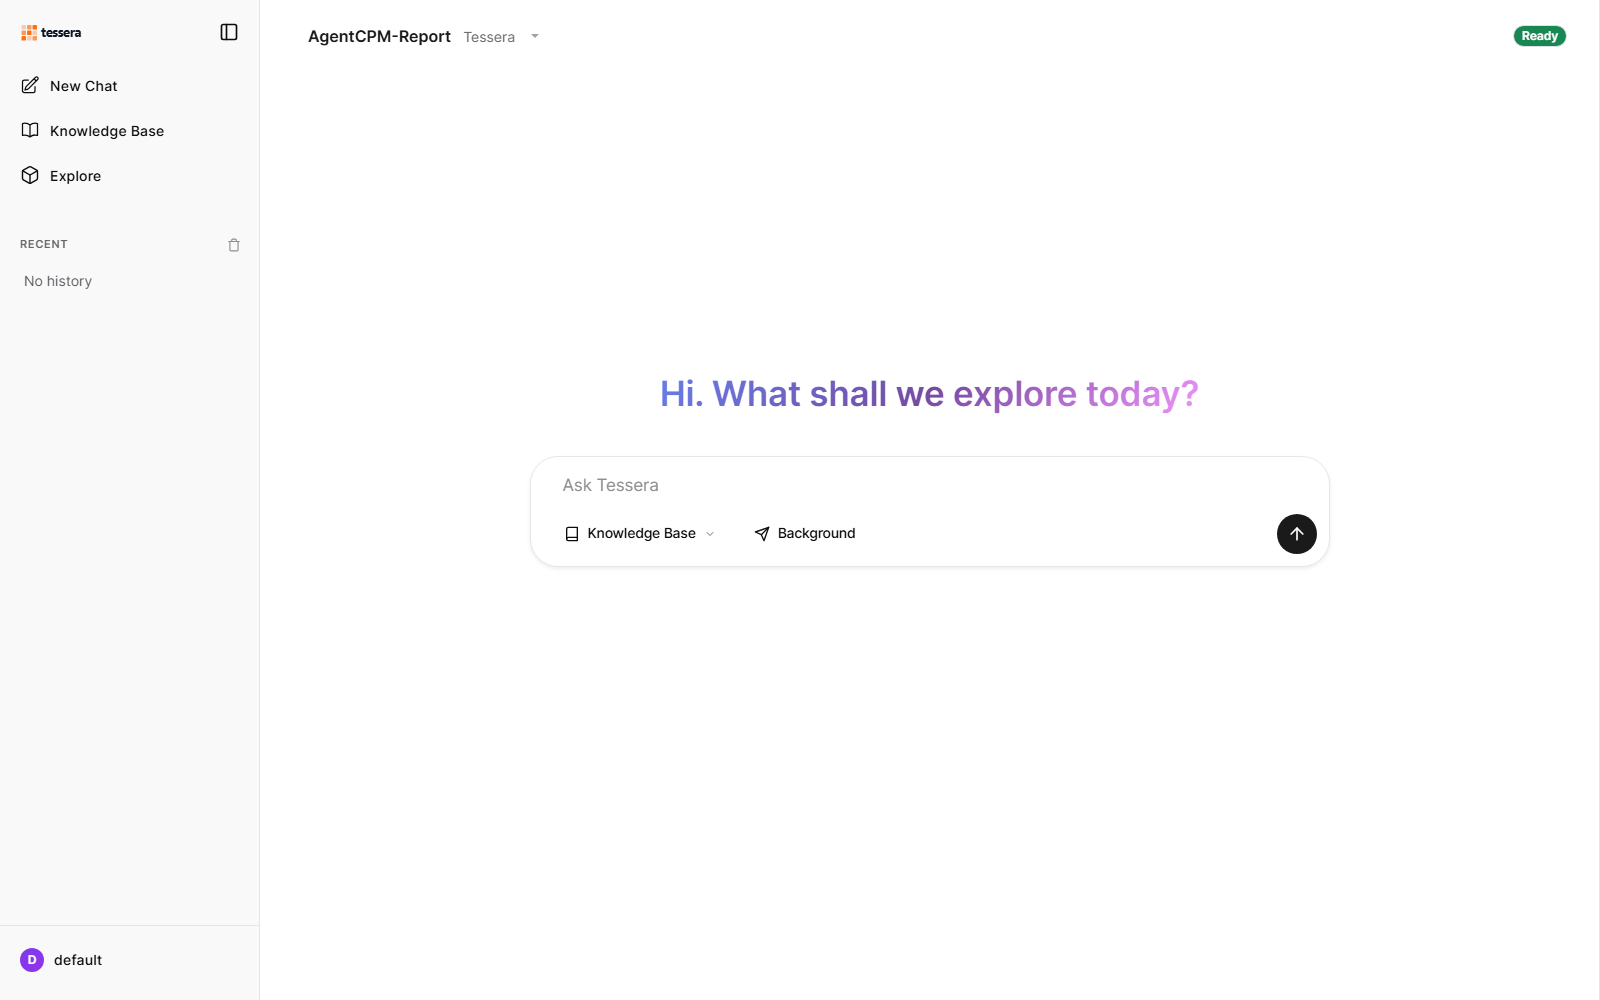 tessera
New Chat
Knowledge Base
Explore
RECENT
No history
D default
AgentCPM-Report Tessera
Ready
Hi. What shall we explore today?
Ask Tessera
Knowledge Base Background